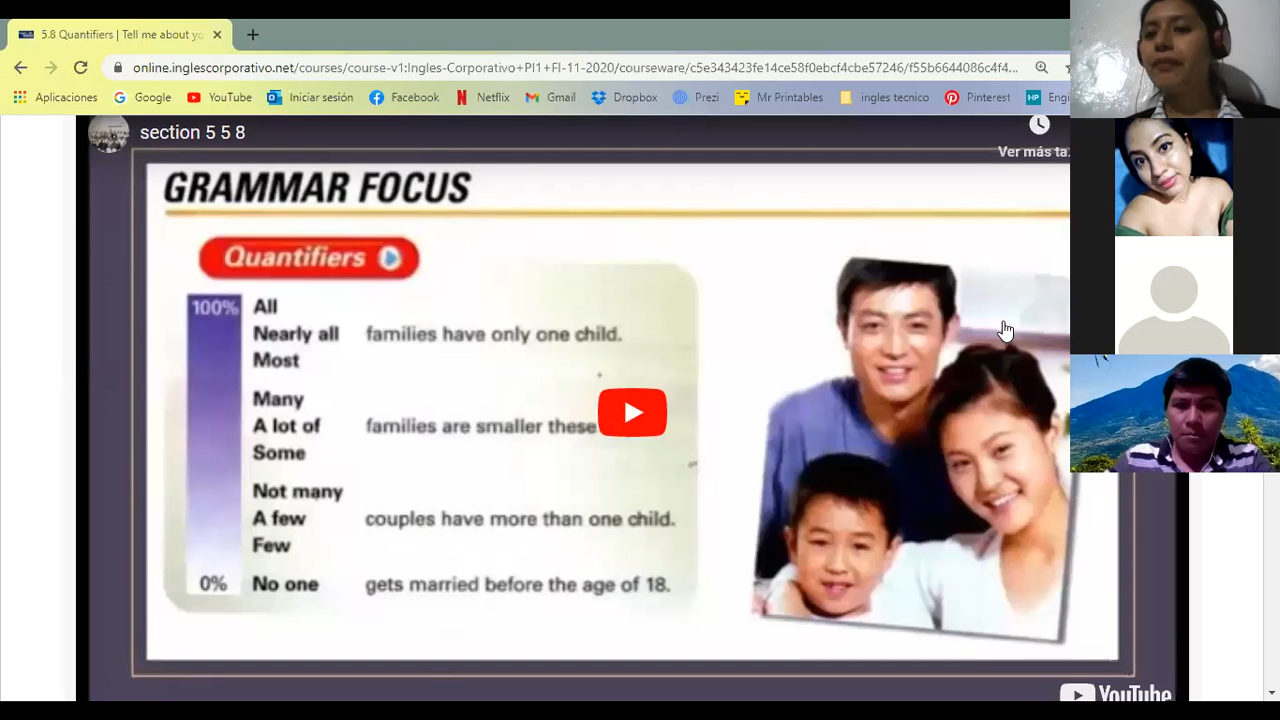 5.8 Quantifiers | Tell me about yo
online.inglescorporativo.net/courses/course-v1:Ingles-Corporativo+PI1+FI-11-2020/courseware/c5e343423fe14ce58f0ebcf4cbe57246/f55b6644086c4f4...
Aplicaciones Google YouTube Iniciar sesión Facebook Netflix Gmail Dropbox Prezi Mr Printables ingles tecnico Pinterest HP Engl
section 5 5 8
Ver más ta.
GRAMMAR FOCUS
Quantifiers
100% All
Nearly all families have only one child.
Most
Many
A lot of families are smaller these
Some
Not many
A few couples have more than one child.
Few
0% No one gets married before the age of 18.
YouTube